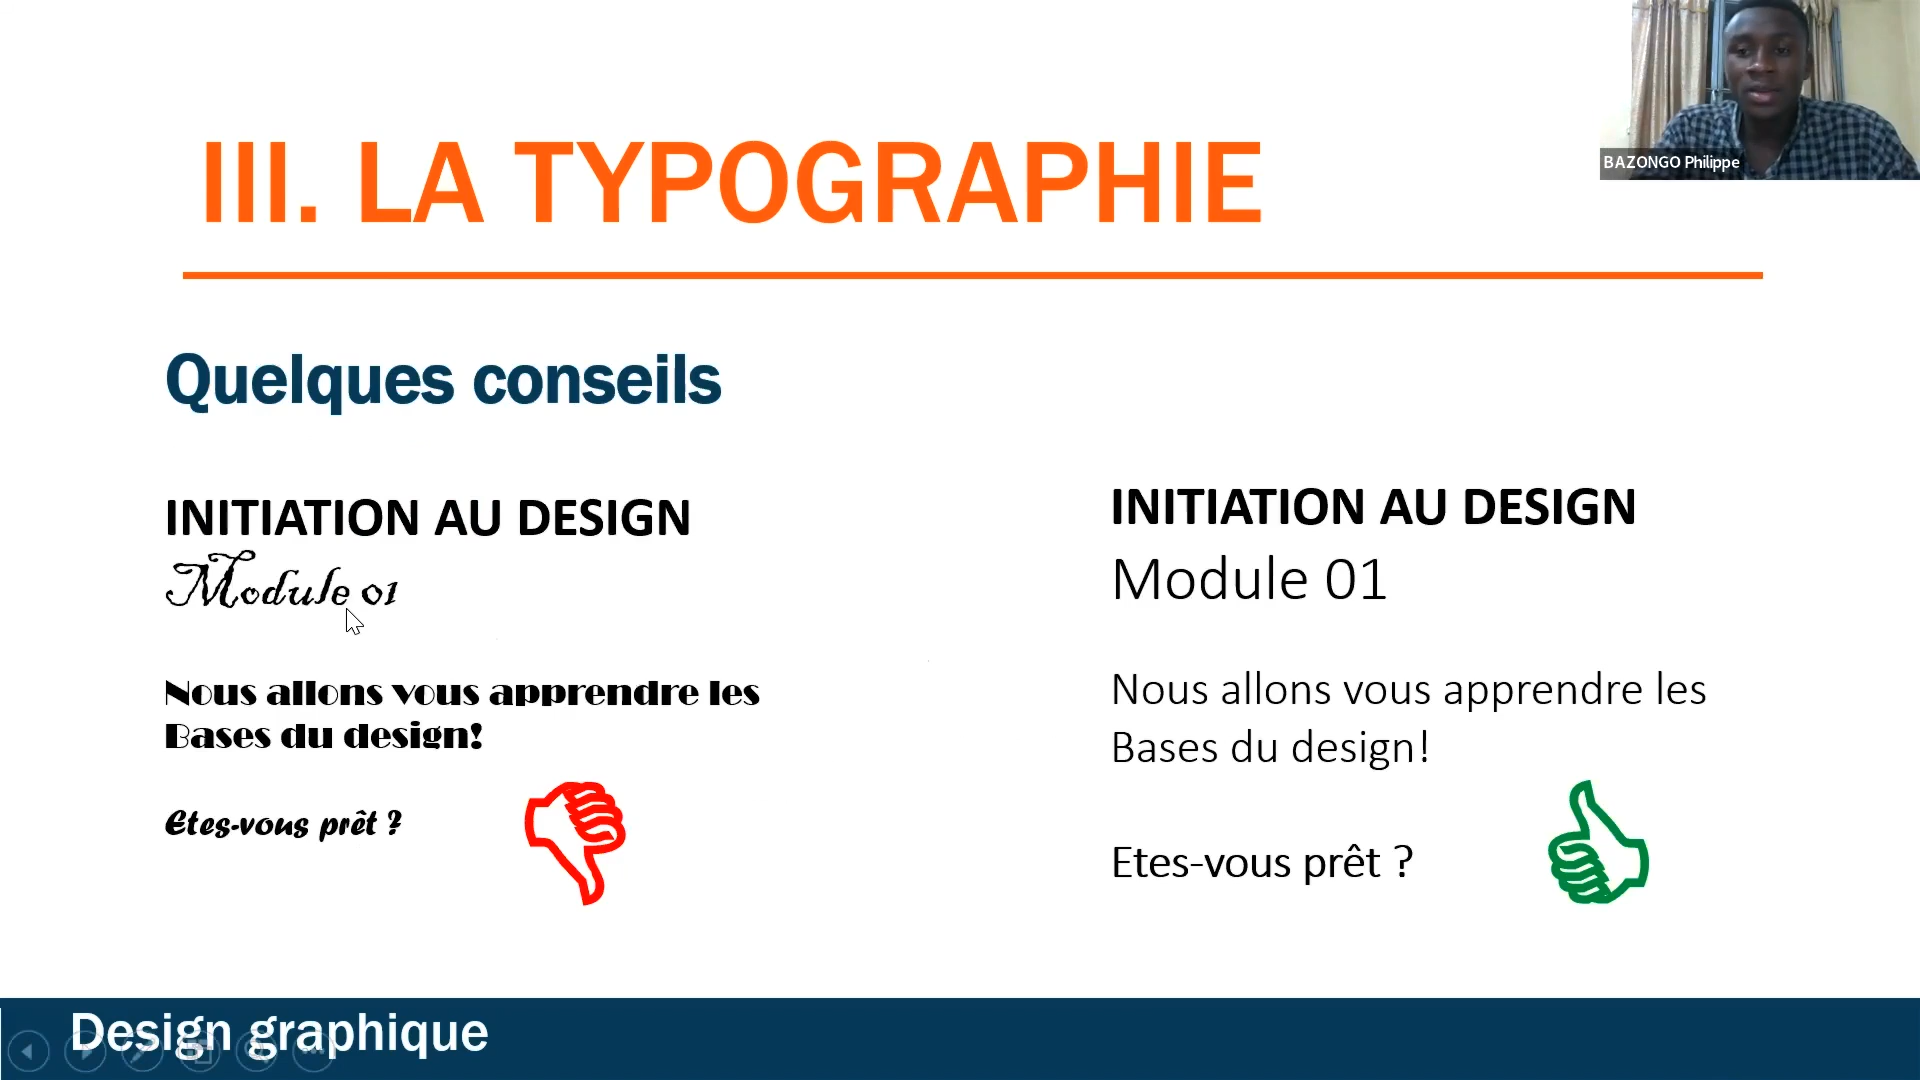 BAZONGO Philippe
III. LA TYPOGRAPHIE
Quelques conseils
INITIATION AU DESIGN
Module 01
Nous allons vous apprendre les
Bases du design!
Etes-vous prêt ?
INITIATION AU DESIGN
Module 01
Nous allons vous apprendre les
Bases du design!
Etes-vous prêt ?
Design graphique